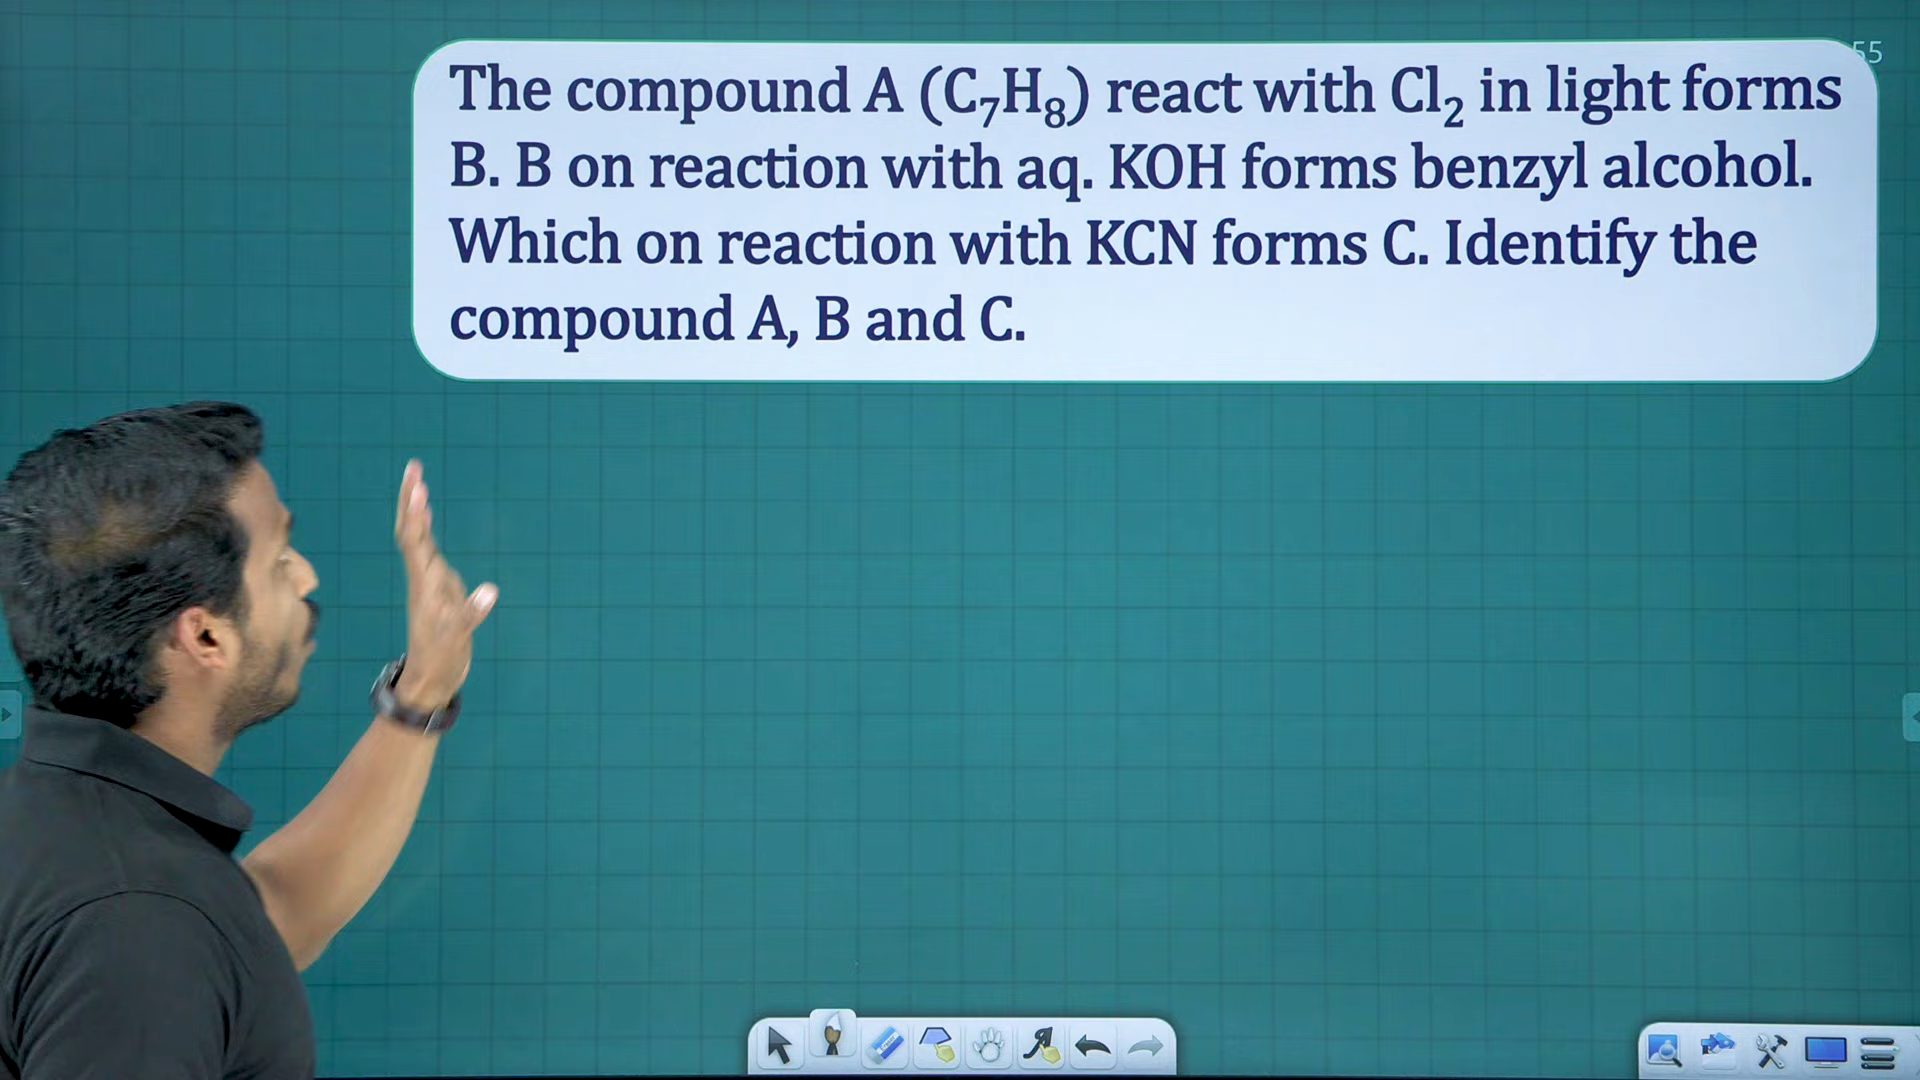 The compound A (C₇H₈) react with Cl₂ in light forms
B. B on reaction with aq. KOH forms benzyl alcohol.
Which on reaction with KCN forms C. Identify the
compound A, B and C.
55